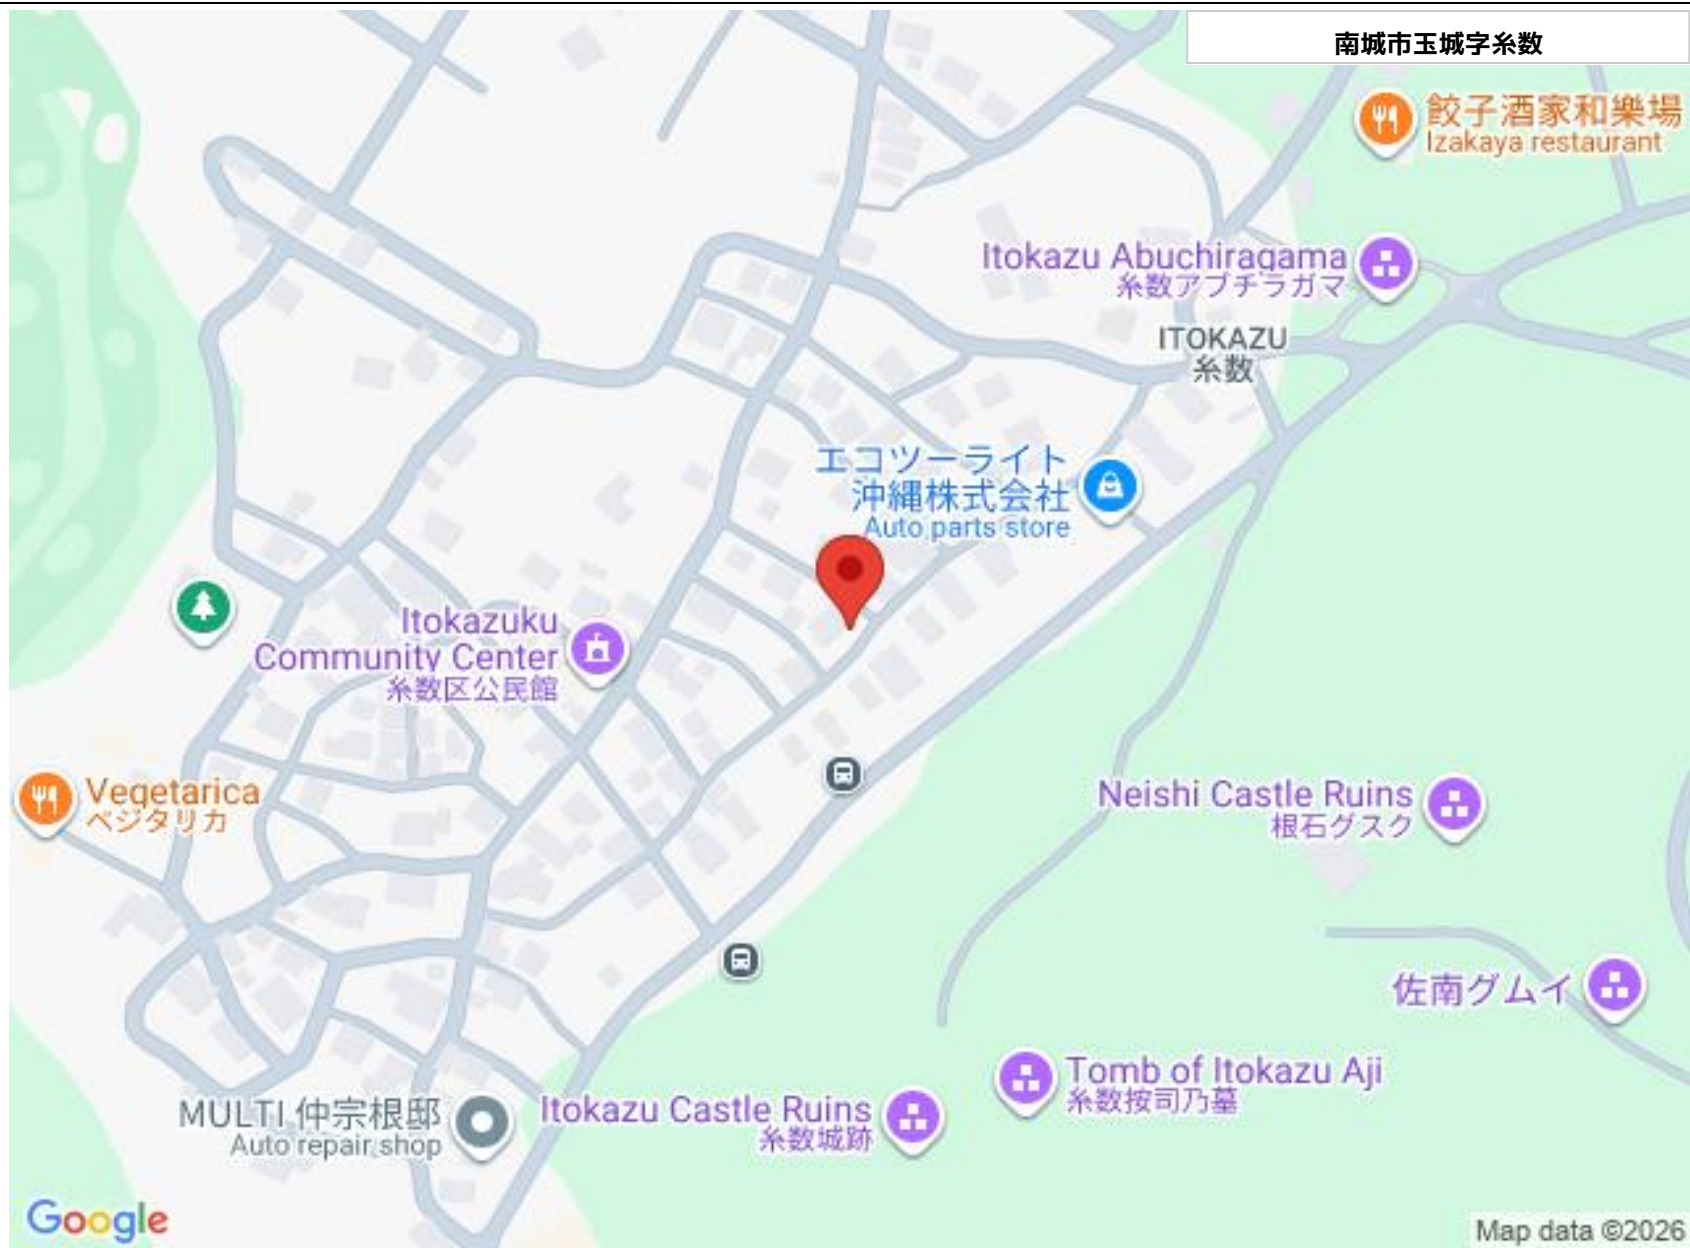 南城市玉城字糸数
餃子酒家和樂場
Izakaya restaurant
Itokazu Abuchiragama
糸数アブチラガマ
ITOKAZU
糸数
エコツーライト
沖縄株式会社
Auto parts store
Itokazuku
Community Center
糸数区公民館
Vegetarica
ベジタリカ
Neishi Castle Ruins
根石グスク
佐南グムイ
Tomb of Itokazu Aji
糸数按司乃墓
MULTI 仲宗根邸
Auto repair shop
Itokazu Castle Ruins
糸数城跡
Google
Map data ©2026